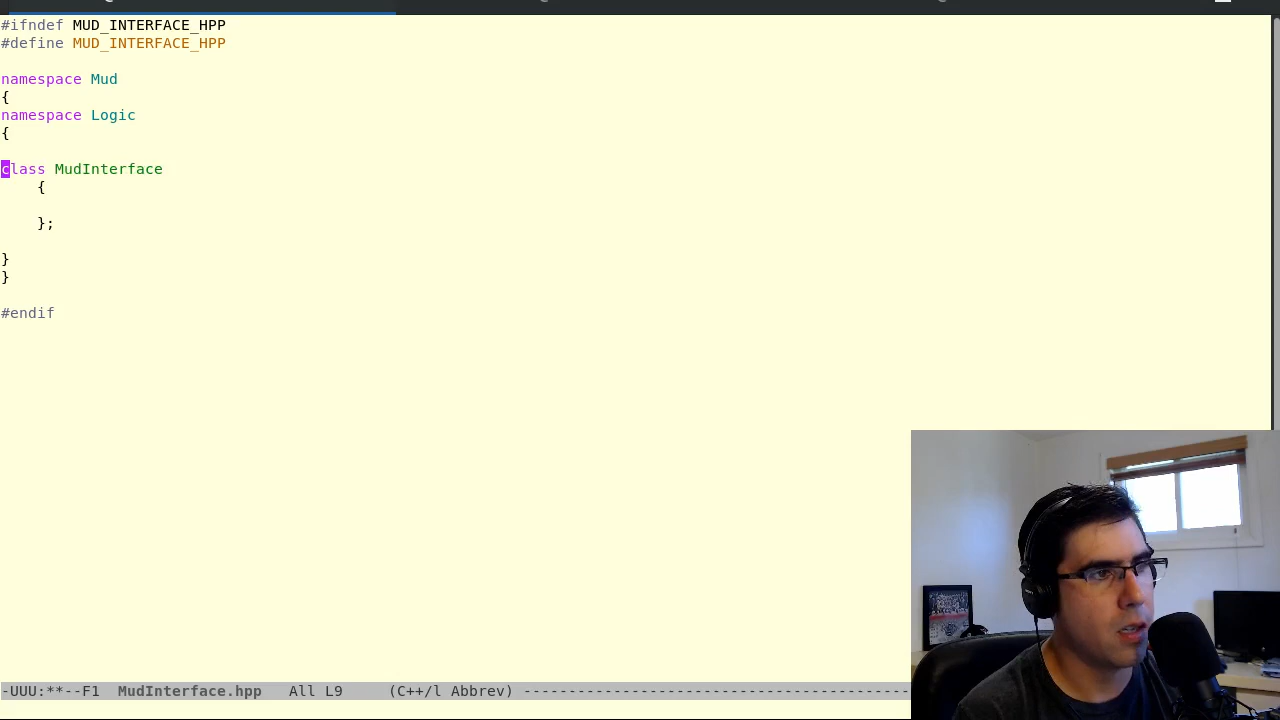 #ifndef MUD_INTERFACE_HPP
#define MUD_INTERFACE_HPP
namespace Mud
{
namespace Logic
{
class MudInterface
{
};
}
}
#endif
-UUU:**--F1 MudInterface.hpp All L9 (C++/l Abbrev) -------------------------------------------